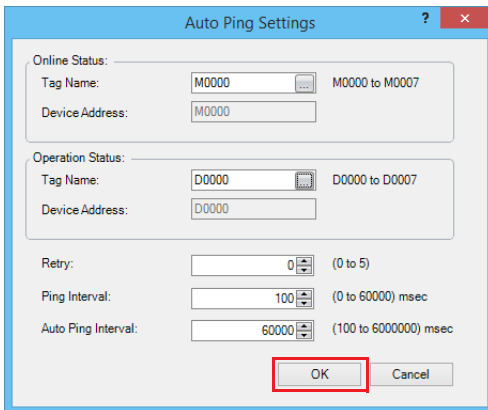 Auto Ping Settings ? ×
Online Status:
Tag Name: M0000 ... M0000 to M0007
Device Address: M0000
Operation Status:
Tag Name: D0000 ... D0000 to D0007
Device Address: D0000
Retry: 0 (0 to 5)
Ping Interval: 100 (0 to 60000) msec
Auto Ping Interval: 60000 (100 to 6000000) msec
OK Cancel